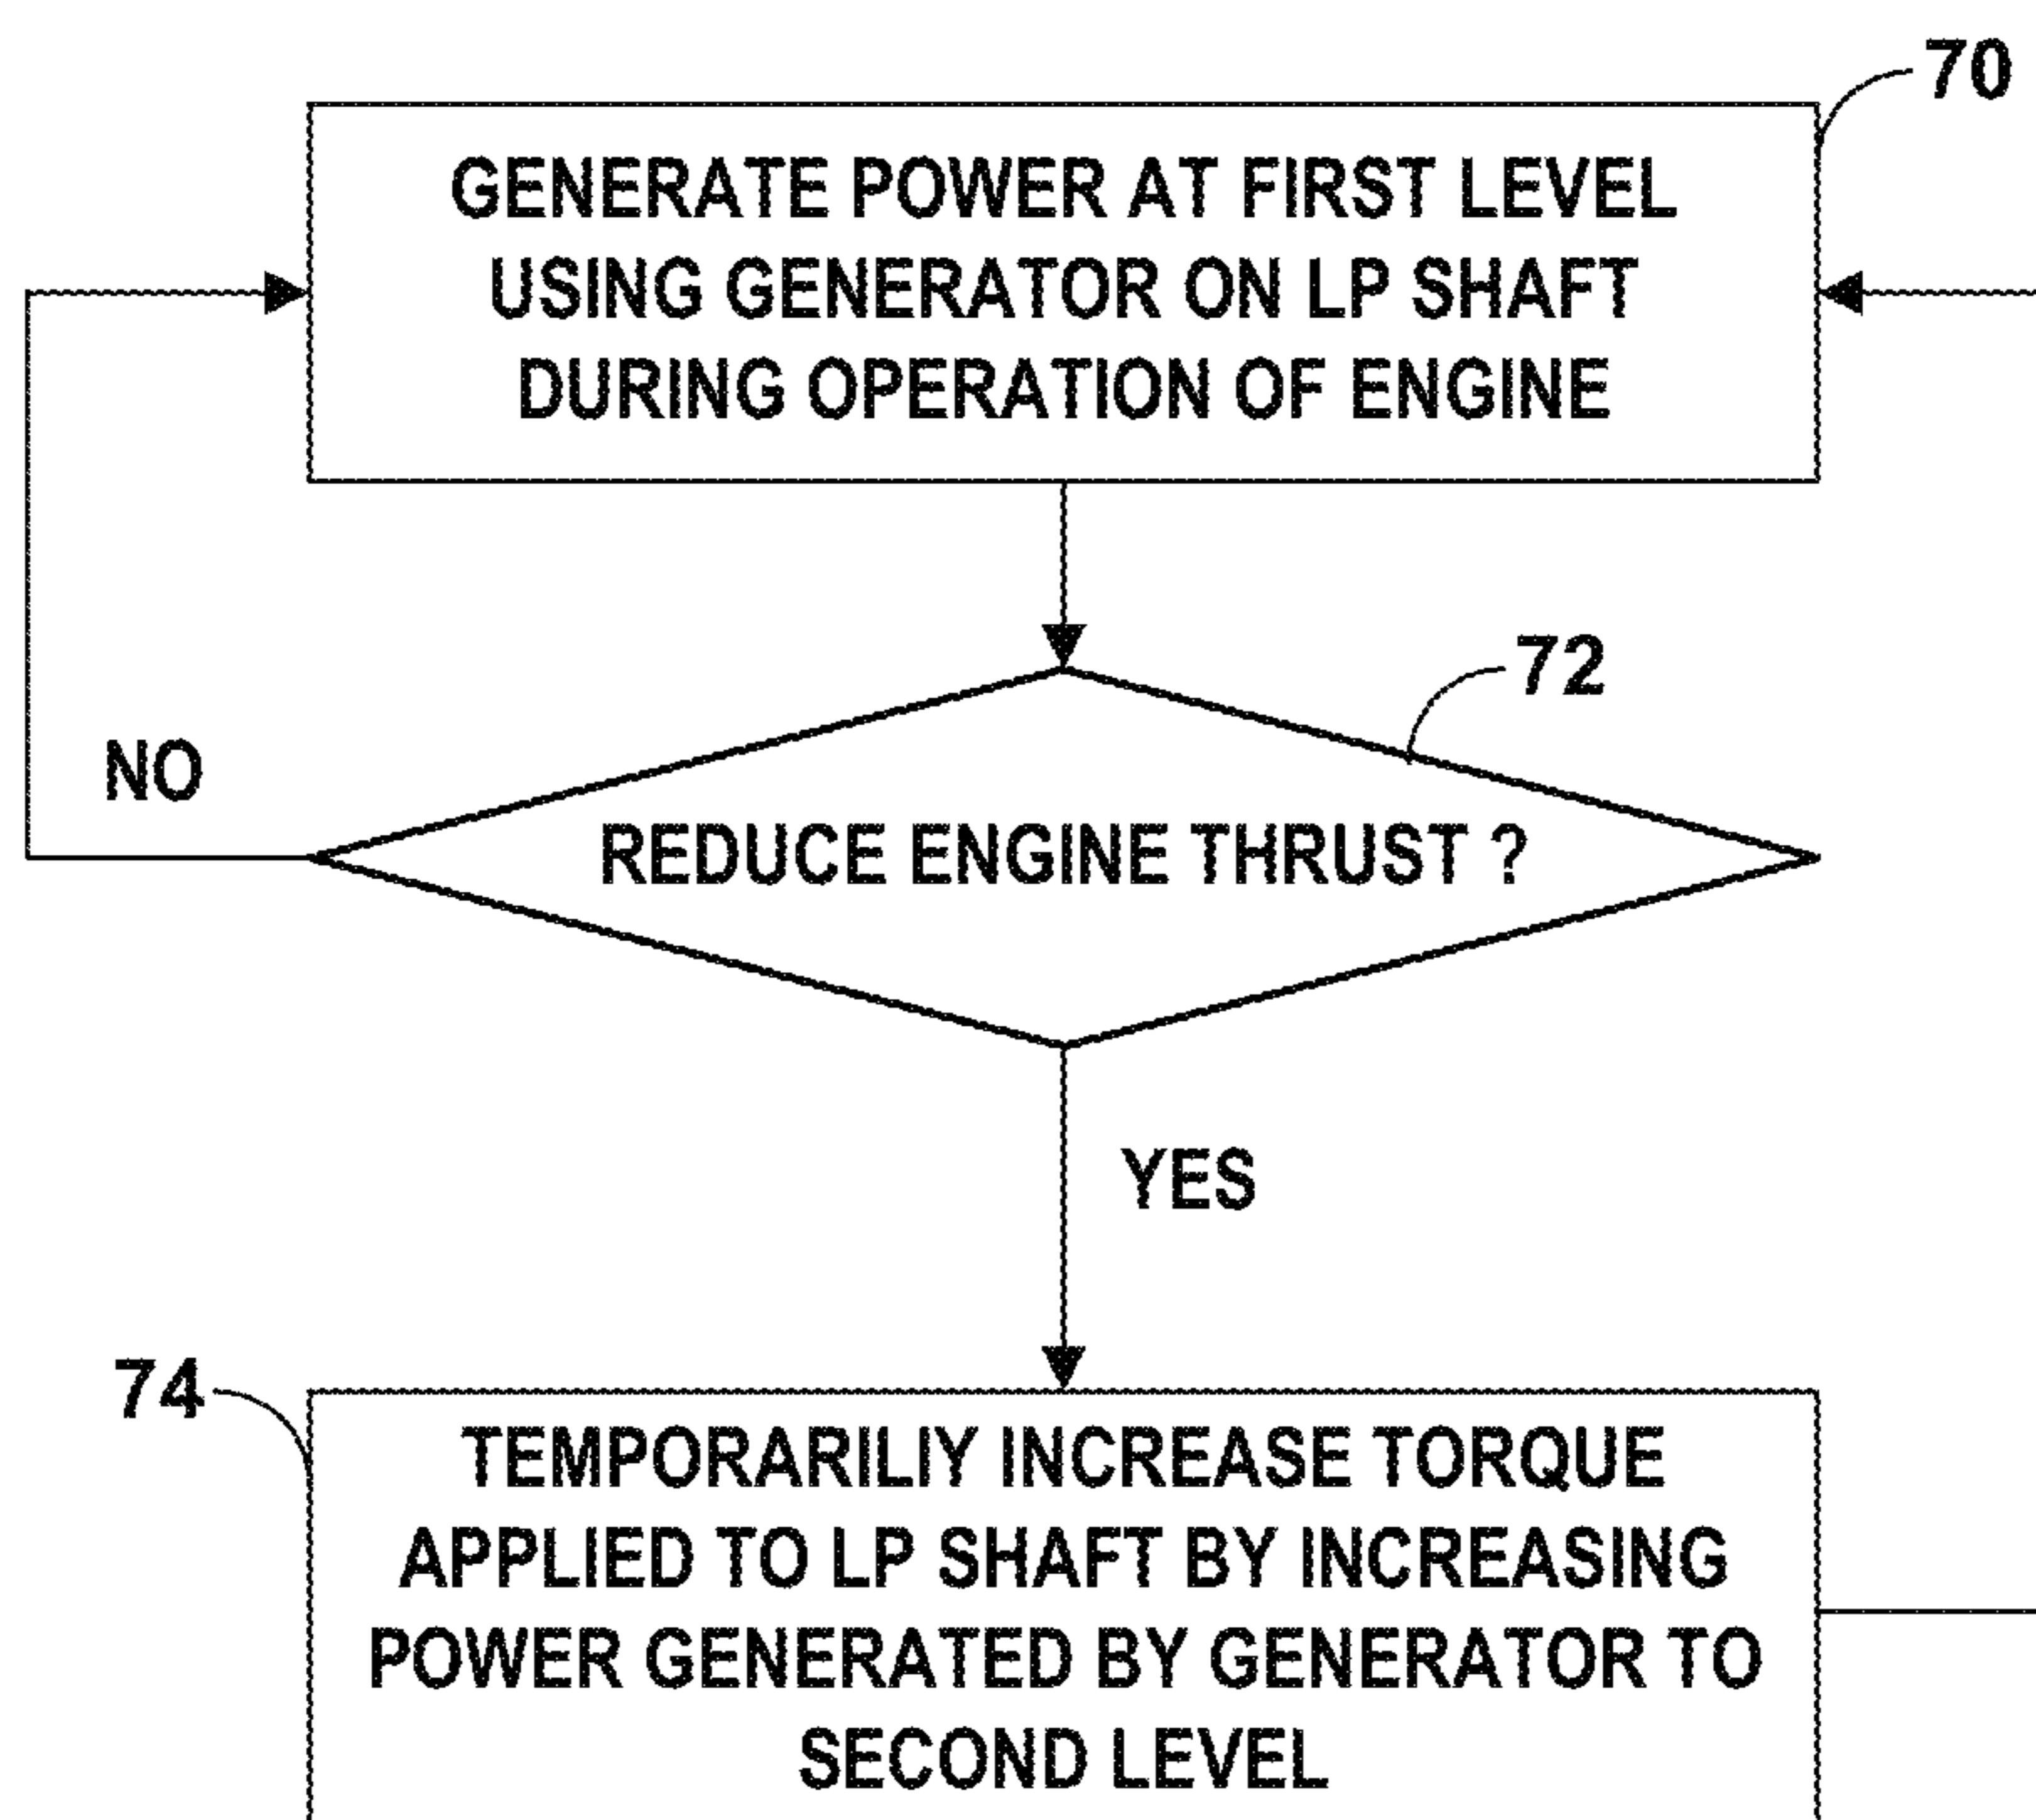 70
GENERATE POWER AT FIRST LEVEL
USING GENERATOR ON LP SHAFT
DURING OPERATION OF ENGINE
72
NO
REDUCE ENGINE THRUST ?
YES
74
TEMPORARILIY INCREASE TORQUE
APPLIED TO LP SHAFT BY INCREASING
POWER GENERATED BY GENERATOR TO
SECOND LEVEL